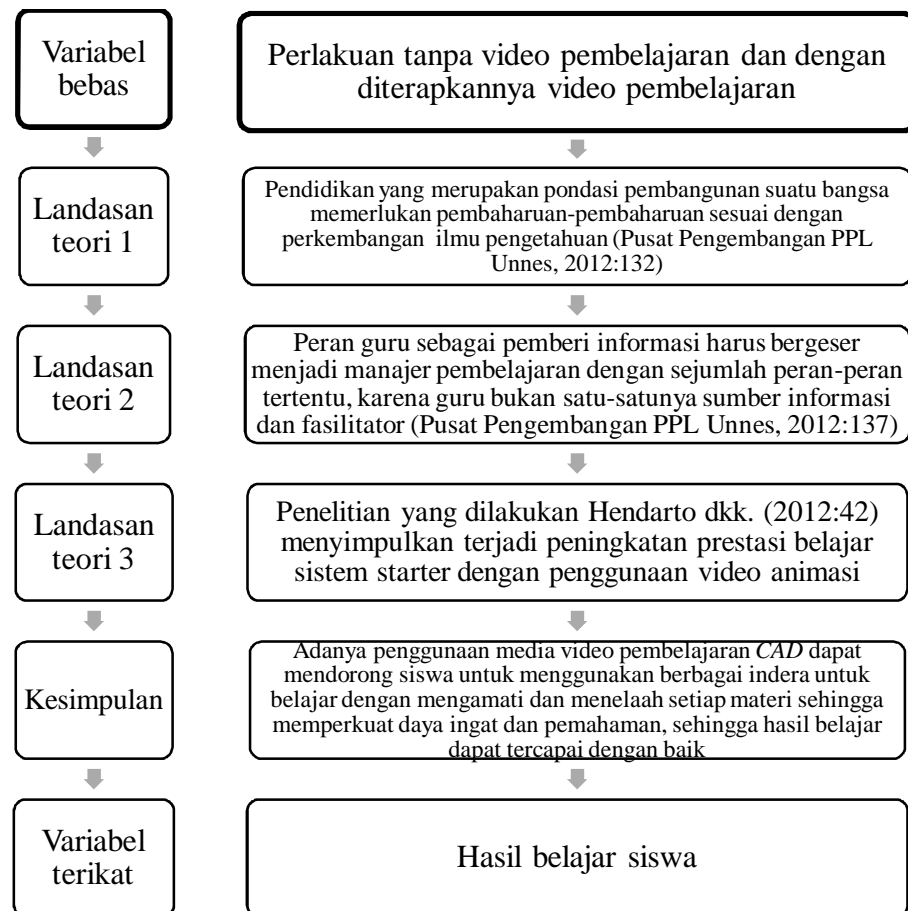 Variabel
bebas
Perlakuan tanpa video pembelajaran dan dengan
diterapkannya video pembelajaran
Landasan
teori 1
Pendidikan yang merupakan pondasi pembangunan suatu bangsa
memerlukan pembaharuan-pembaharuan sesuai dengan
perkembangan ilmu pengetahuan (Pusat Pengembangan PPL
Unnes, 2012:132)
Landasan
teori 2
Peran guru sebagai pemberi informasi harus bergeser
menjadi manajer pembelajaran dengan sejumlah peran-peran
tertentu, karena guru bukan satu-satunya sumber informasi
dan fasilitator (Pusat Pengembangan PPL Unnes, 2012:137)
Landasan
teori 3
Penelitian yang dilakukan Hendarto dkk. (2012:42)
menyimpulkan terjadi peningkatan prestasi belajar
sistem starter dengan penggunaan video animasi
Kesimpulan
Adanya penggunaan media video pembelajaran CAD dapat
mendorong siswa untuk menggunakan berbagai indera untuk
belajar dengan mengamati dan menelaah setiap materi sehingga
memperkuat daya ingat dan pemahaman, sehingga hasil belajar
dapat tercapai dengan baik
Variabel
terikat
Hasil belajar siswa